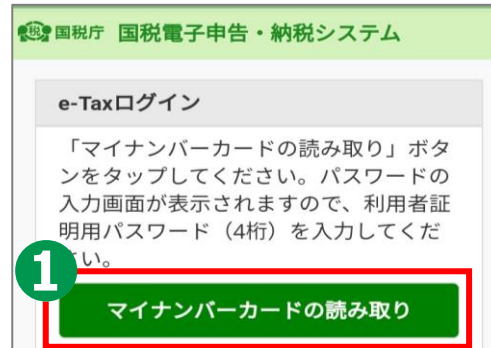 国税庁 国税電子申告・納税システム
e-Taxログイン
「マイナンバーカードの読み取り」ボタ
ンをタップしてください。パスワードの
入力画面が表示されますので、利用者証
明用パスワード(4桁)を入力してくだ
さい。
1
マイナンバーカードの読み取り